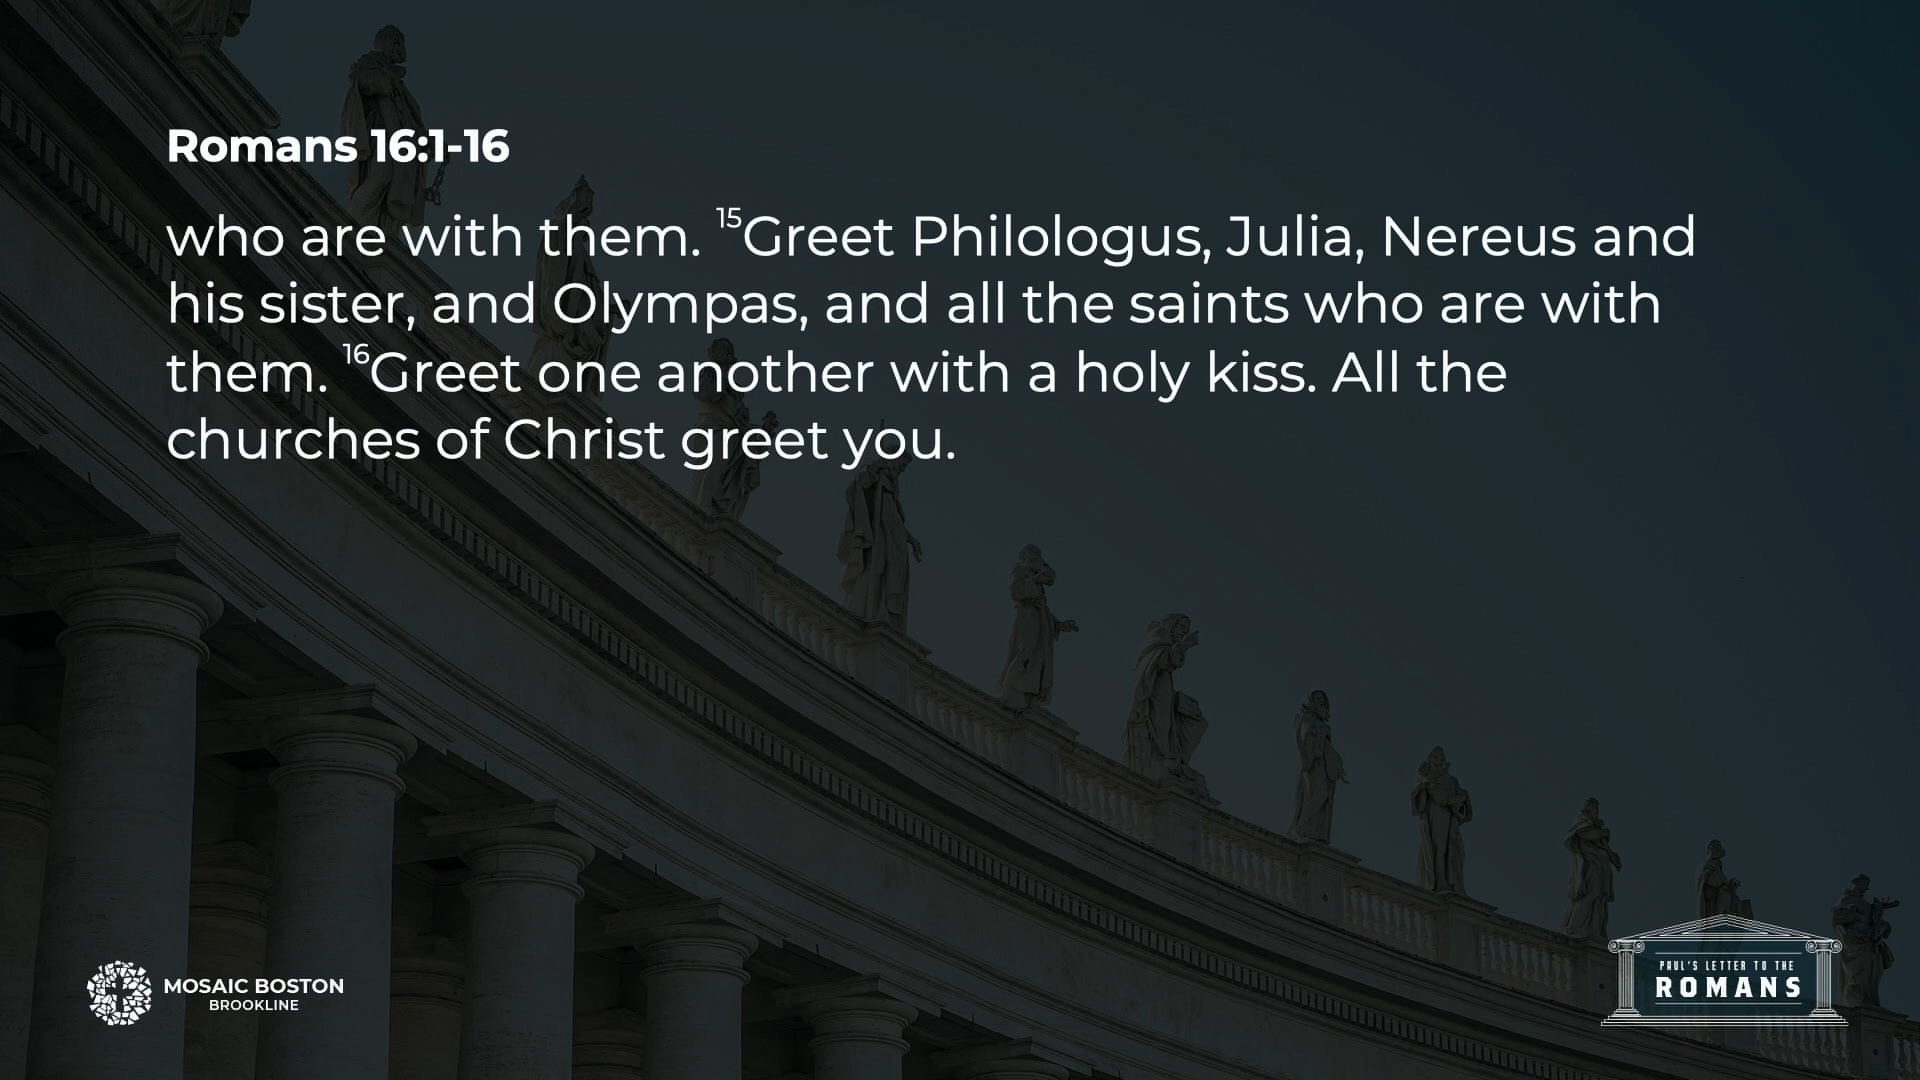 Romans 16:1-16
who are with them. 15Greet Philologus, Julia, Nereus and
his sister, and Olympas, and all the saints who are with
them. 16Greet one another with a holy kiss. All the
churches of Christ greet you.
MOSAIC BOSTON
BROOKLINE
PAUL'S LETTER TO THE
ROMANS